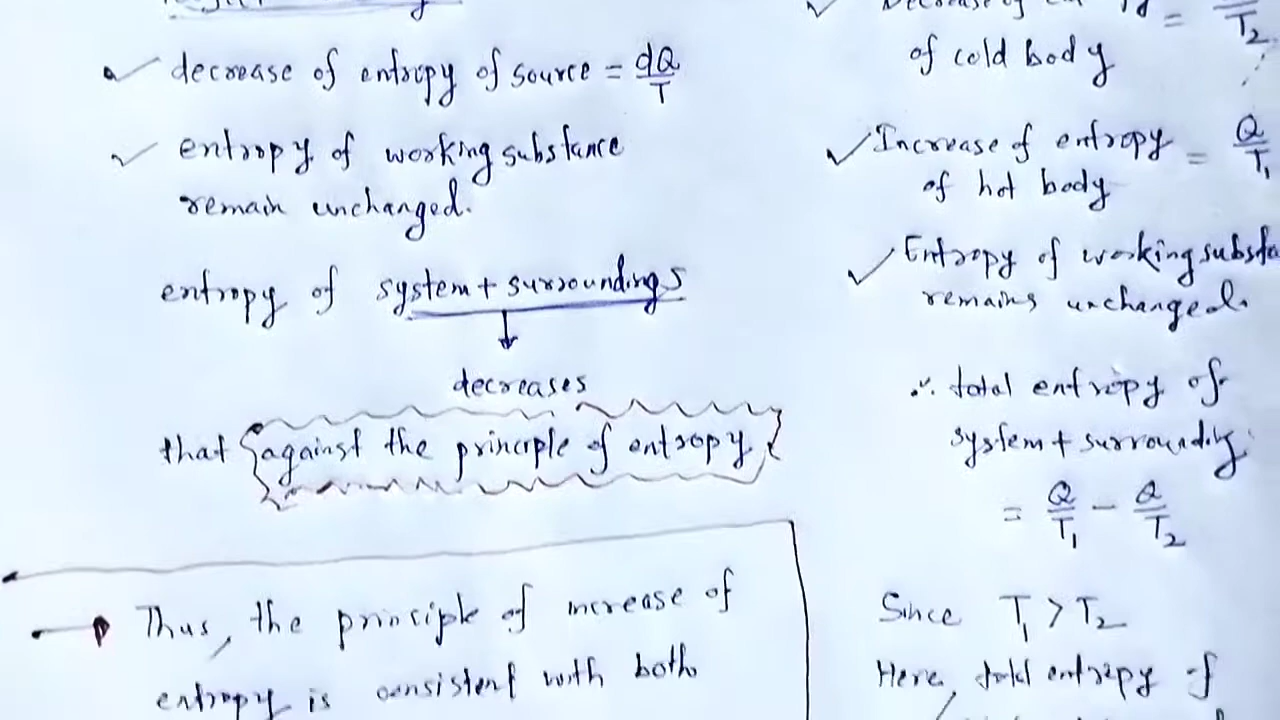 decrease of entropy of source = dQ/T
entropy of working substance
remain unchanged.
entropy of system + surroundings
↓
decreases
that {against the principle of entropy}
Thus, the principle of increase of
entropy is consistent with both
of cold body = /T₂
Increase of entropy = Q/T₁
of hot body
Entropy of working substa
remains unchanged.
∴ total entropy of
system + surrounding
= Q/T₁ - Q/T₂
Since T₁ > T₂
Here, total entropy of